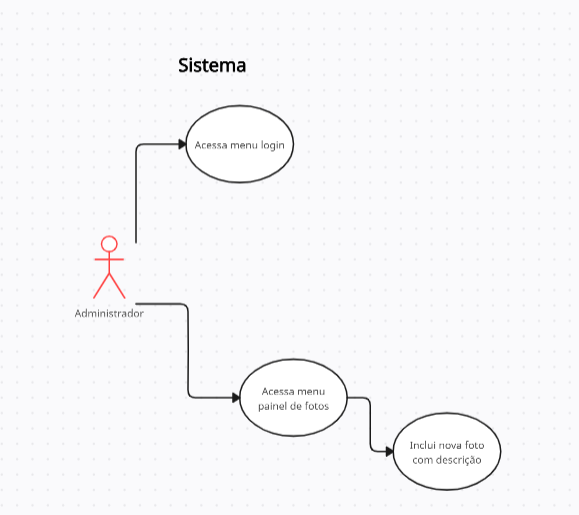 Sistema
Acessa menu login
Administrador
Acessa menu
painel de fotos
Inclui nova foto
com descrição